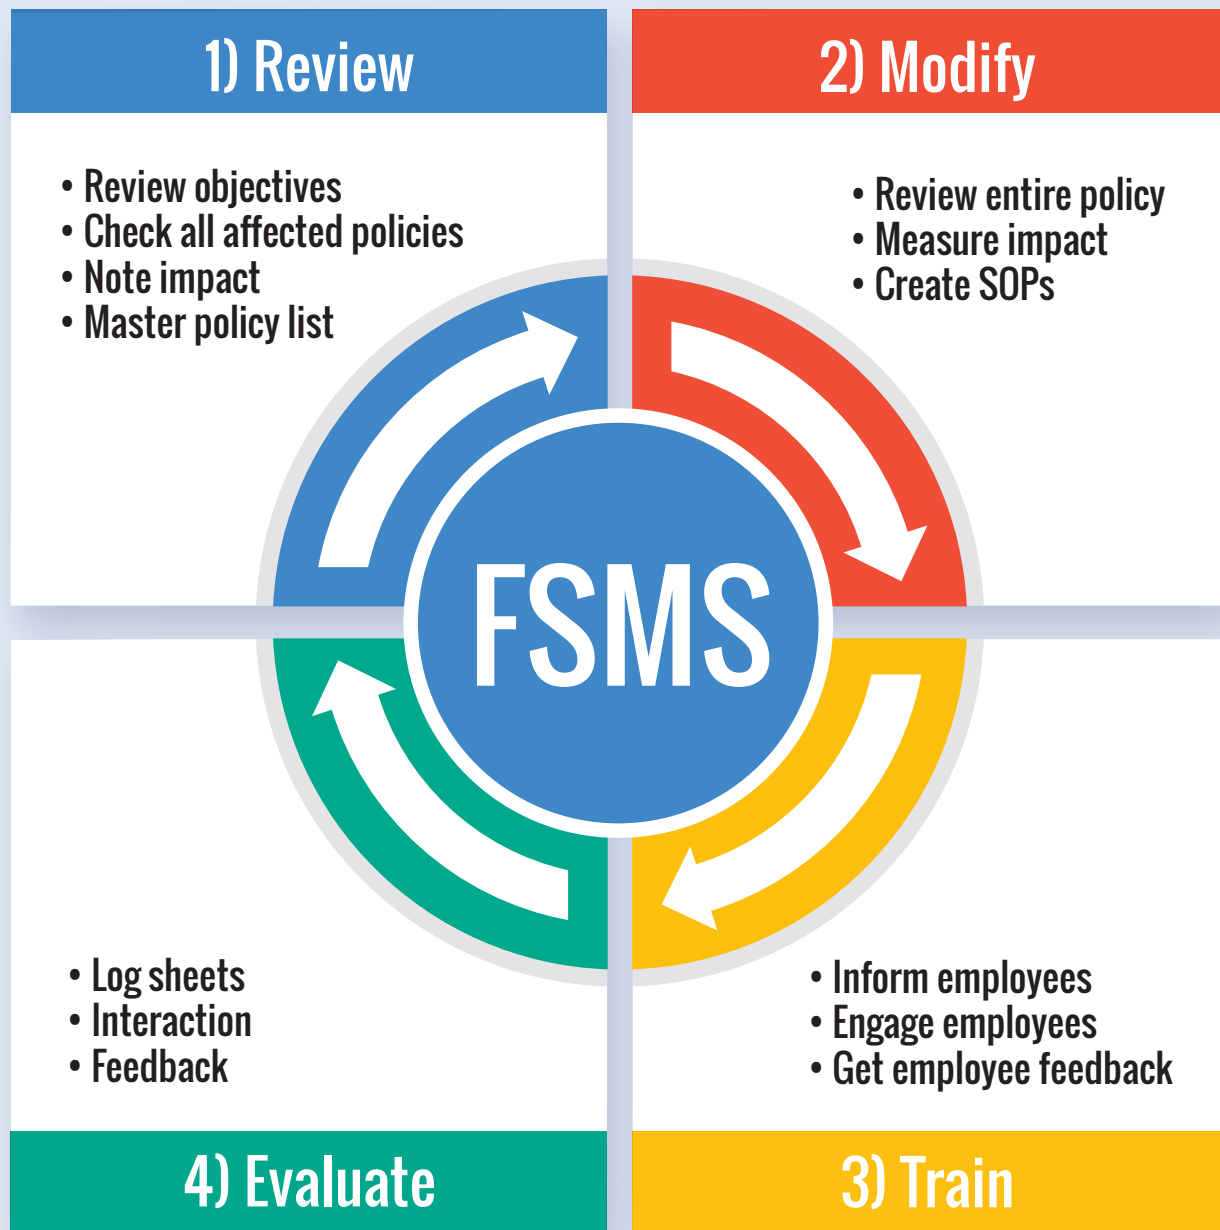 1) Review
• Review objectives
• Check all affected policies
• Note impact
• Master policy list
2) Modify
• Review entire policy
• Measure impact
• Create SOPs
FSMS
• Inform employees
• Engage employees
• Get employee feedback
3) Train
• Log sheets
• Interaction
• Feedback
4) Evaluate